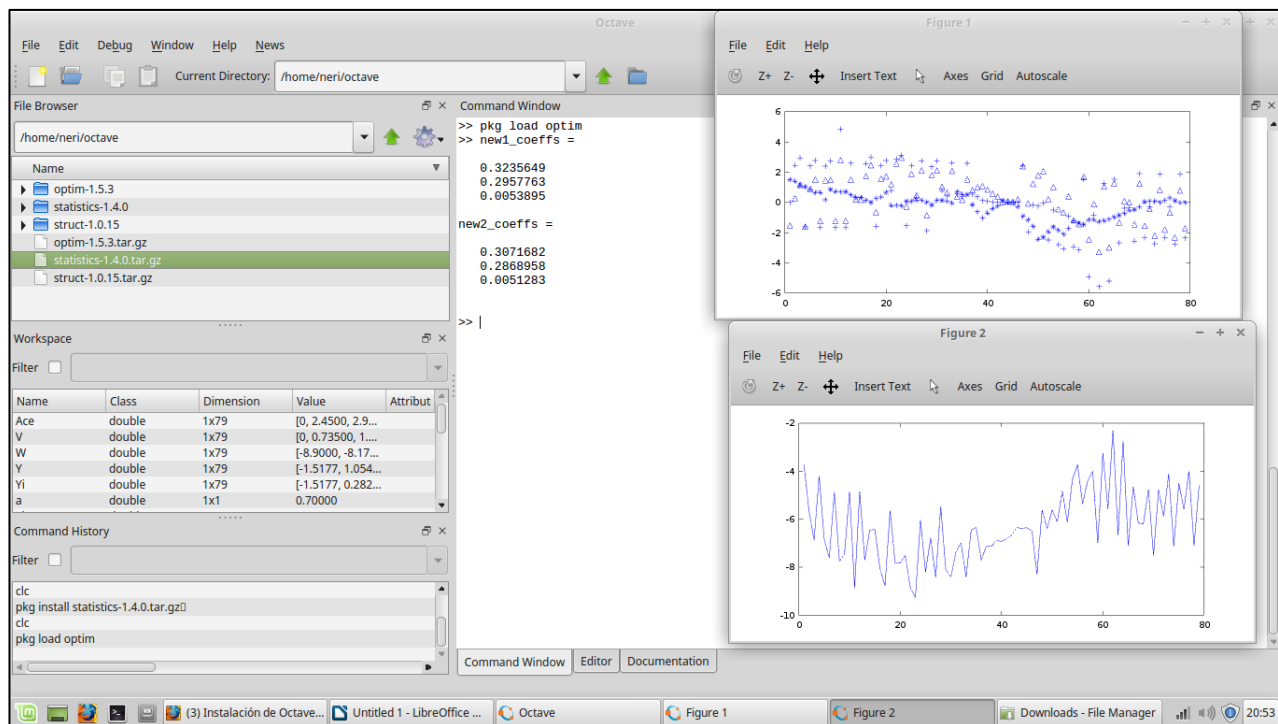 Octave
File Edit Debug Window Help News
Current Directory: /home/neri/octave
File Browser
/home/neri/octave
Name
optim-1.5.3
statistics-1.4.0
struct-1.0.15
optim-1.5.3.tar.gz
statistics-1.4.0.tar.gz
struct-1.0.15.tar.gz
Workspace
Filter
Name Class Dimension Value Attribut
Ace double 1x79 [0, 2.4500, 2.9...
V double 1x79 [0, 0.73500, 1....
W double 1x79 [-8.9000, -8.17...
Y double 1x79 [-1.5177, 1.054...
Yi double 1x79 [-1.5177, 0.282...
a double 1x1 0.70000
Command History
Filter
clc
pkg install statistics-1.4.0.tar.gz
clc
pkg load optim
Command Window
>> pkg load optim
>> new1_coeffs =
0.3235649
0.2957763
0.0053895
new2_coeffs =
0.3071682
0.2868958
0.0051283
>>
Command Window Editor Documentation
Figure 1
File Edit Help
Z+ Z- Insert Text Axes Grid Autoscale
6
4
2
0
-2
-4
-6
0 20 40 60 80
Figure 2
File Edit Help
Z+ Z- Insert Text Axes Grid Autoscale
-2
-4
-6
-8
-10
0 20 40 60 80
(3) Instalación de Octave... Untitled 1 - LibreOffice ... Octave Figure 1 Figure 2 Downloads - File Manager 20:53